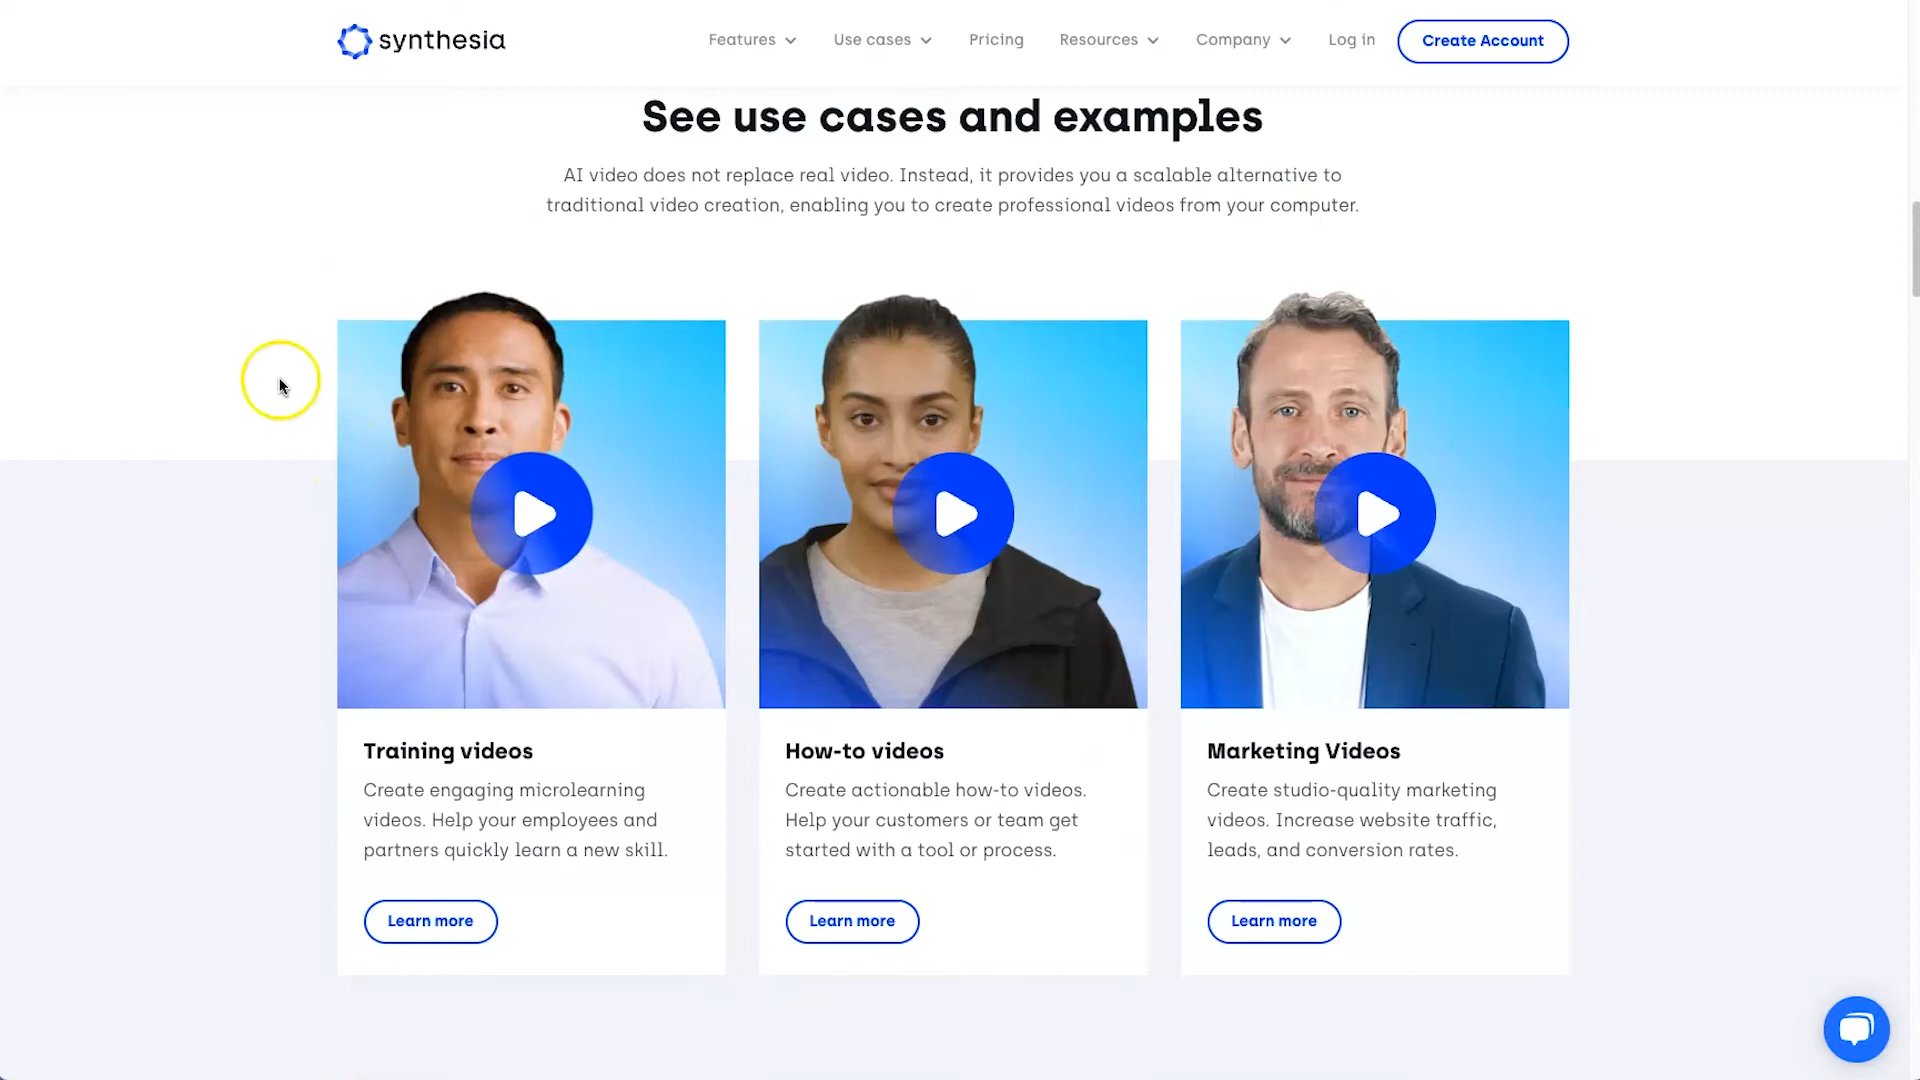 synthesia
Features
Use cases
Pricing
Resources
Company
Log in
Create Account
See use cases and examples
AI video does not replace real video. Instead, it provides you a scalable alternative to
traditional video creation, enabling you to create professional videos from your computer.
Training videos
Create engaging microlearning
videos. Help your employees and
partners quickly learn a new skill.
Learn more
How-to videos
Create actionable how-to videos.
Help your customers or team get
started with a tool or process.
Learn more
Marketing Videos
Create studio-quality marketing
videos. Increase website traffic,
leads, and conversion rates.
Learn more